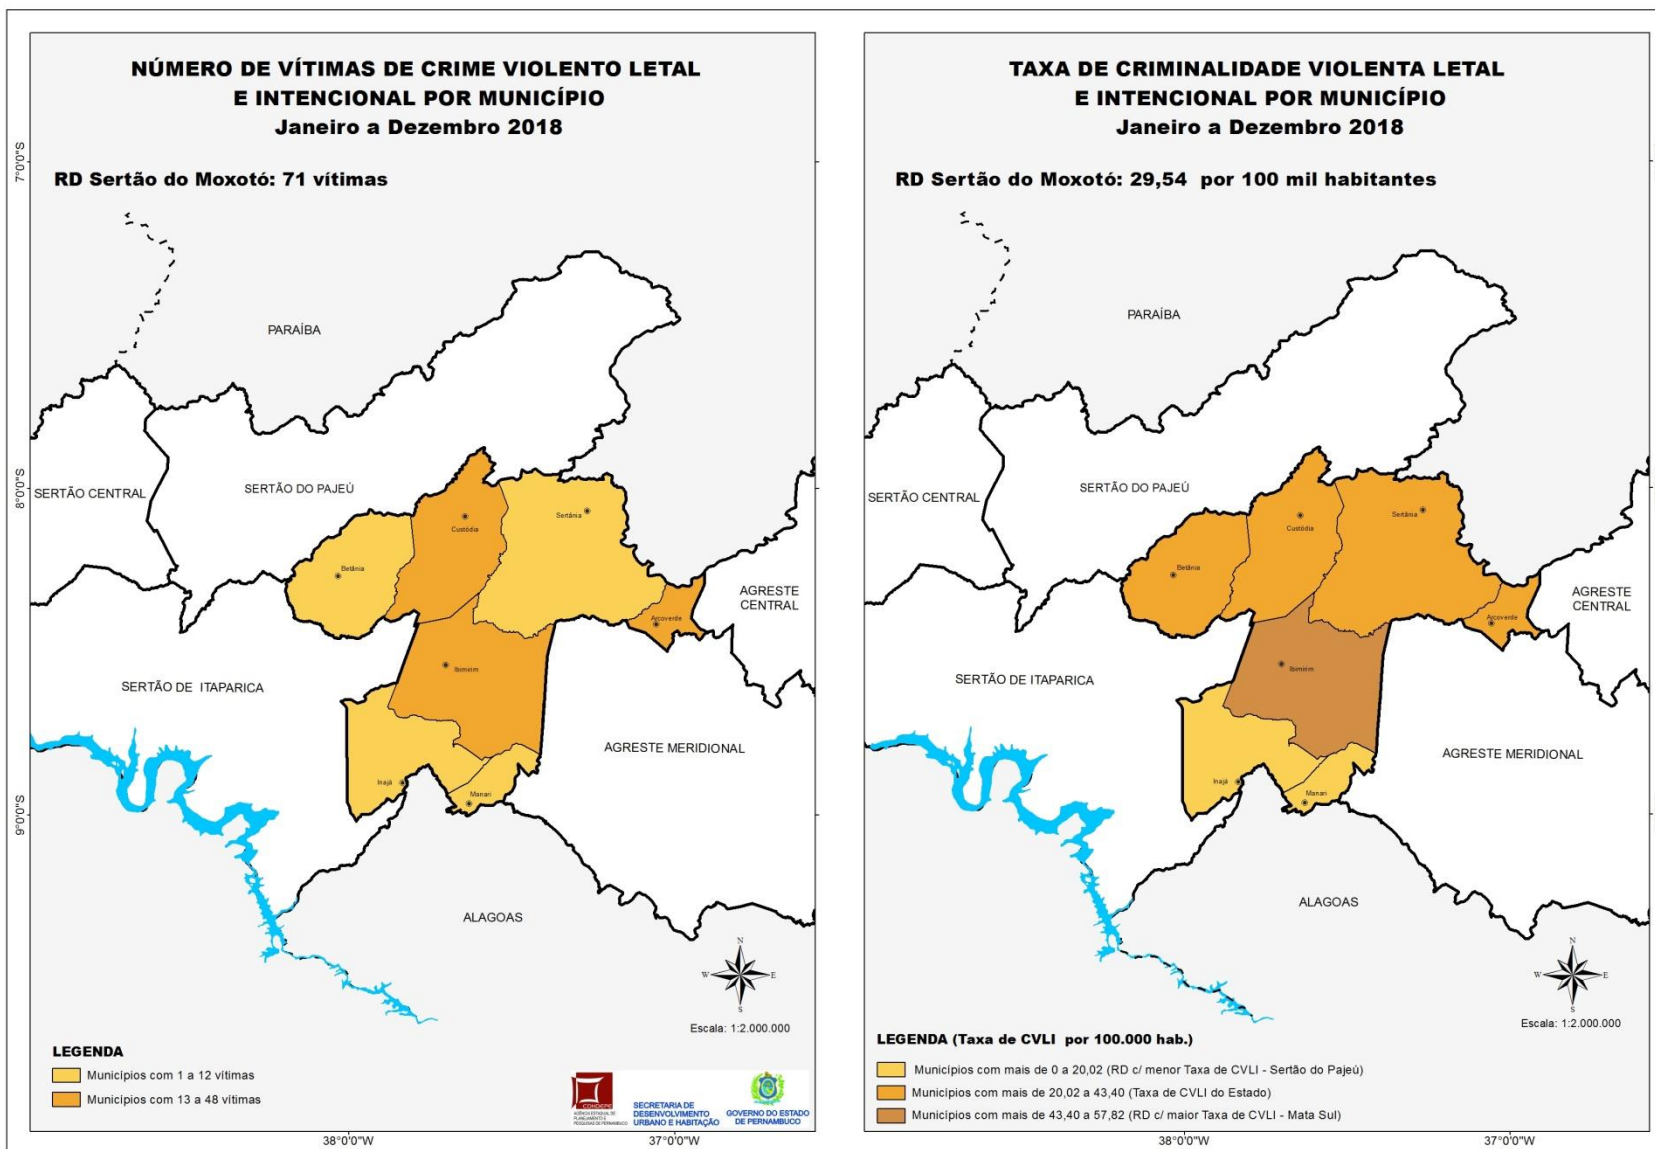 NÚMERO DE VÍTIMAS DE CRIME VIOLENTO LETAL
E INTENCIONAL POR MUNICÍPIO
Janeiro a Dezembro 2018
RD Sertão do Moxotó: 71 vítimas
7°0'0"S
8°0'0"S
9°0'0"S
PARAÍBA
SERTÃO CENTRAL
SERTÃO DO PAJEÚ
Custódia
Sertânia
Betânia
AGRESTE
CENTRAL
Arcoverde
Ibimirim
SERTÃO DE ITAPARICA
AGRESTE MERIDIONAL
Inajá
Manari
ALAGOAS
N
W
E
S
Escala: 1:2.000.000
LEGENDA
Municípios com 1 a 12 vítimas
Municípios com 13 a 48 vítimas
CONDEPE
AGÊNCIA ESTADUAL DE
PLANEJAMENTO E
PESQUISAS DE PERNAMBUCO
SECRETARIA DE
DESENVOLVIMENTO
URBANO E HABITAÇÃO
GOVERNO DO ESTADO
DE PERNAMBUCO
38°0'0"W
37°0'0"W
TAXA DE CRIMINALIDADE VIOLENTA LETAL
E INTENCIONAL POR MUNICÍPIO
Janeiro a Dezembro 2018
RD Sertão do Moxotó: 29,54 por 100 mil habitantes
PARAÍBA
SERTÃO CENTRAL
SERTÃO DO PAJEÚ
Custódia
Sertânia
Betânia
AGRESTE
CENTRAL
Arcoverde
Ibimirim
SERTÃO DE ITAPARICA
AGRESTE MERIDIONAL
Inajá
Manari
ALAGOAS
N
W
E
S
Escala: 1:2.000.000
LEGENDA (Taxa de CVLI por 100.000 hab.)
Municípios com mais de 0 a 20,02 (RD c/ menor Taxa de CVLI - Sertão do Pajeú)
Municípios com mais de 20,02 a 43,40 (Taxa de CVLI do Estado)
Municípios com mais de 43,40 a 57,82 (RD c/ maior Taxa de CVLI - Mata Sul)
38°0'0"W
37°0'0"W